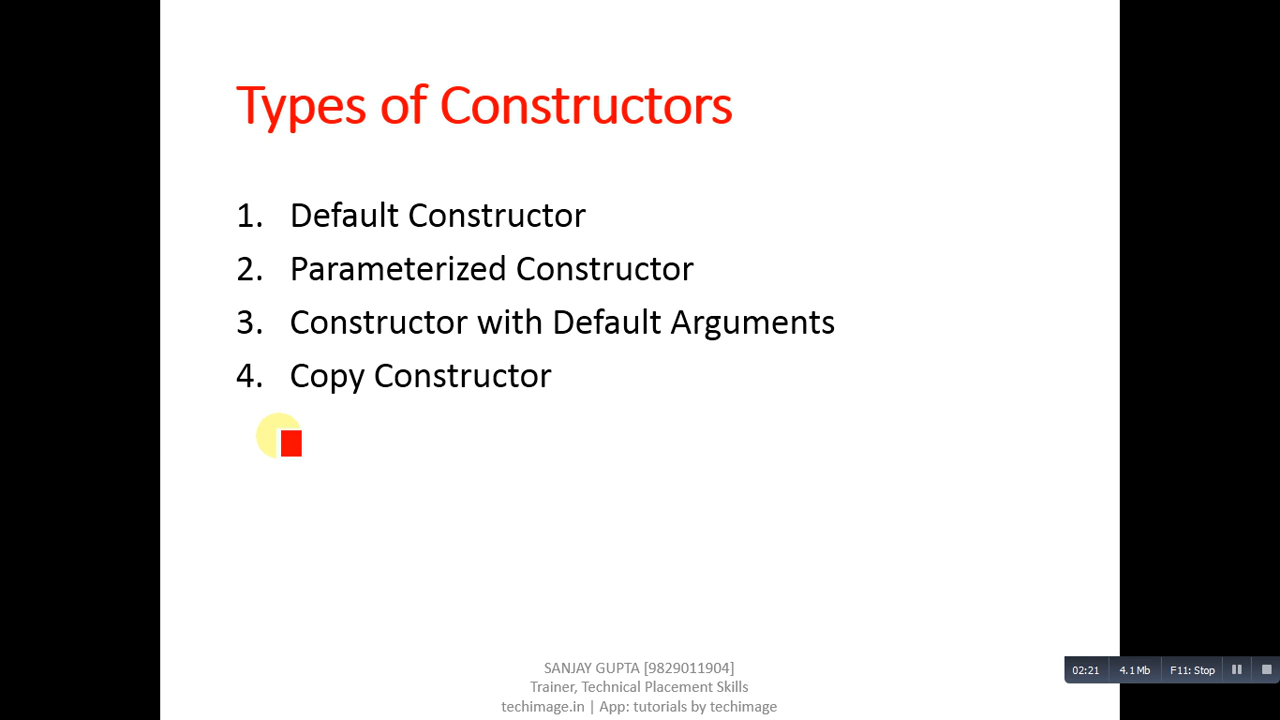 Types of Constructors
1. Default Constructor
2. Parameterized Constructor
3. Constructor with Default Arguments
4. Copy Constructor
SANJAY GUPTA [9829011904]
Trainer, Technical Placement Skills
techimage.in | App: tutorials by techimage
02:21 4.1 Mb F11: Stop